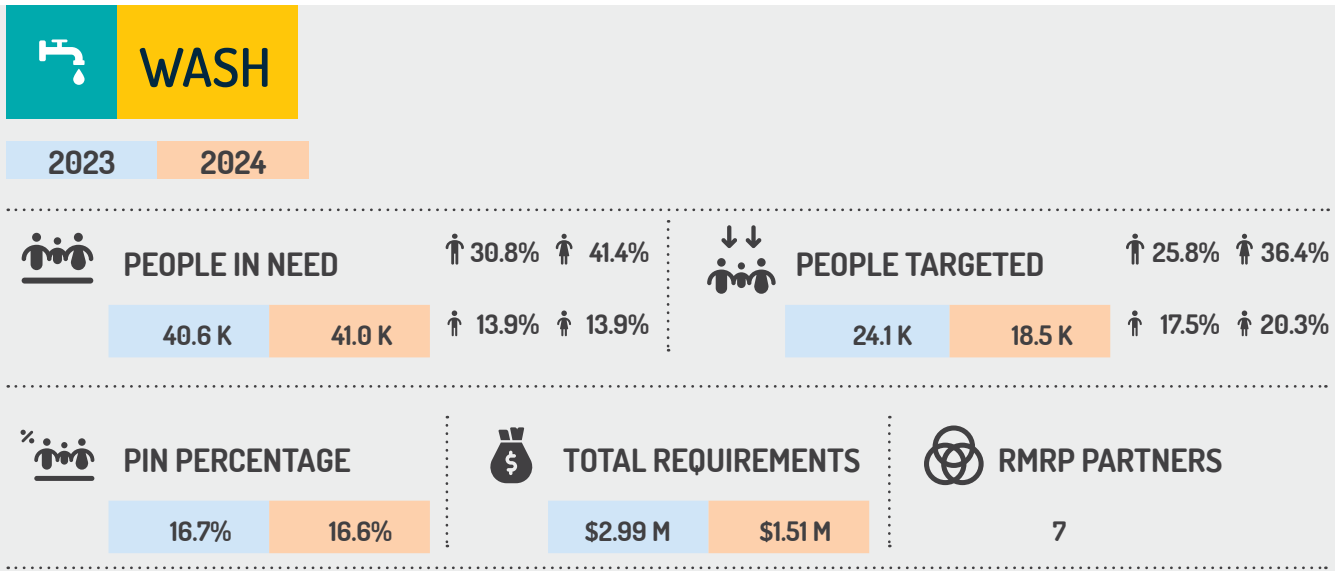 WASH
2023 2024
PEOPLE IN NEED
40.6 K 41.0 K
30.8% 41.4%
13.9% 13.9%
PEOPLE TARGETED
24.1 K 18.5 K
25.8% 36.4%
17.5% 20.3%
% PIN PERCENTAGE
16.7% 16.6%
$ TOTAL REQUIREMENTS
$2.99 M $1.51 M
RMRP PARTNERS
7